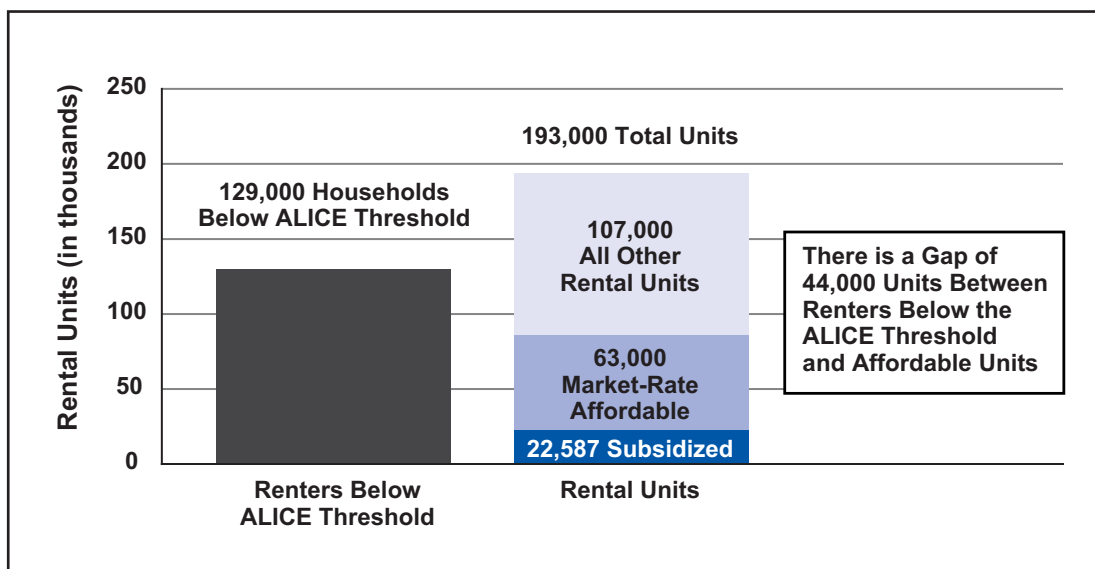 Rental Units (in thousands)
250
200
150
100
50
0
129,000 Households
Below ALICE Threshold
193,000 Total Units
107,000
All Other
Rental Units
63,000
Market-Rate
Affordable
22,587 Subsidized
Renters Below
ALICE Threshold
Rental Units
There is a Gap of
44,000 Units Between
Renters Below the
ALICE Threshold
and Affordable Units